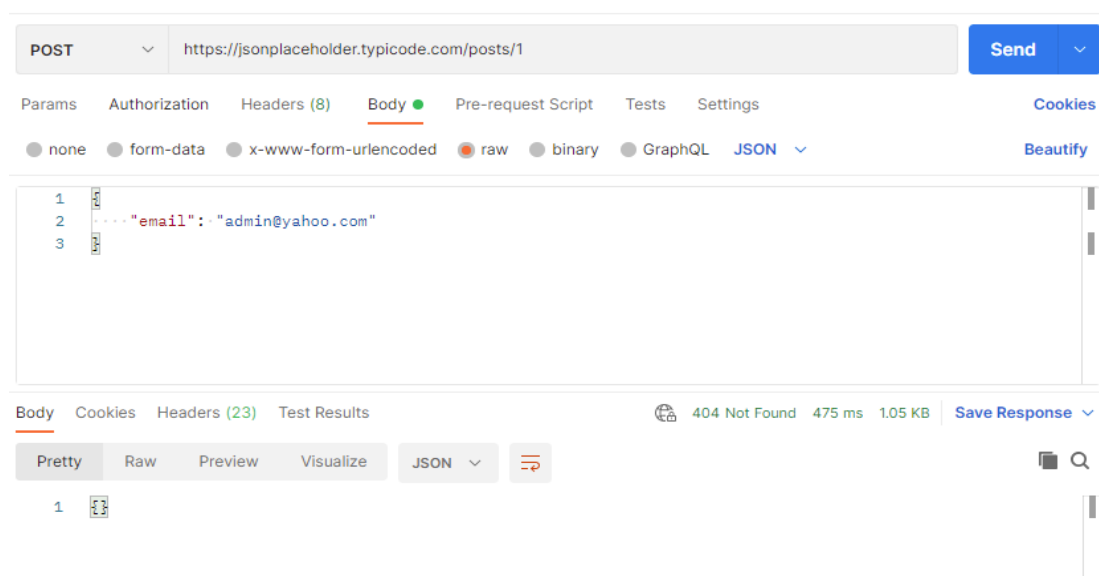 POST https://jsonplaceholder.typicode.com/posts/1 Send
Params Authorization Headers (8) Body Pre-request Script Tests Settings Cookies
none form-data x-www-form-urlencoded raw binary GraphQL JSON Beautify
1 {
2 ····"email":·"admin@yahoo.com"
3 }
Body Cookies Headers (23) Test Results 404 Not Found 475 ms 1.05 KB Save Response
Pretty Raw Preview Visualize JSON
1 {}